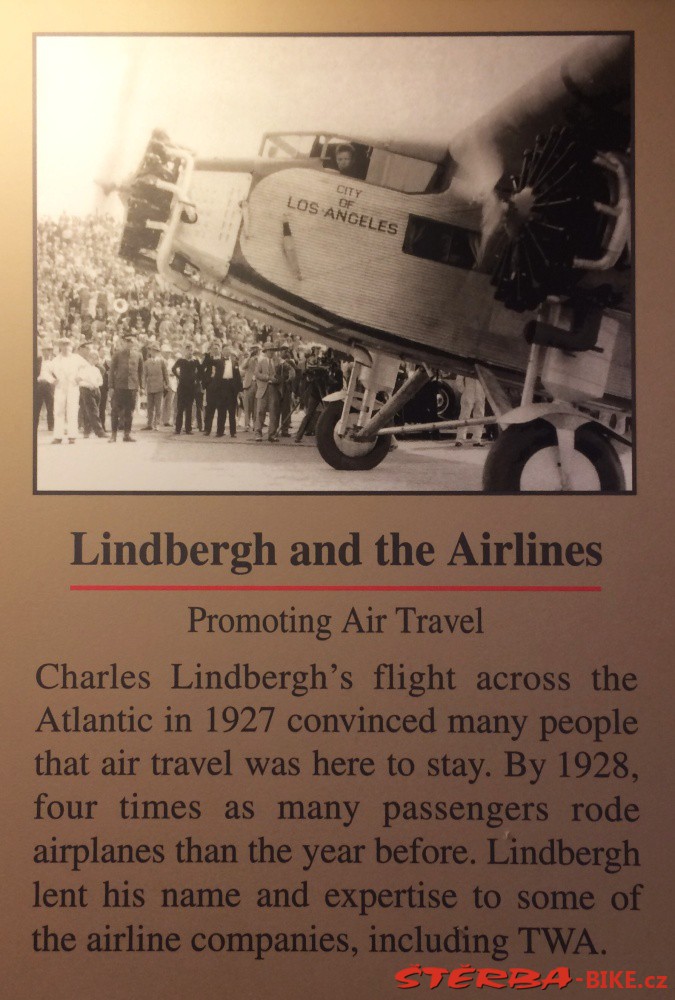 CITY
OF
LOS ANGELES
Lindbergh and the Airlines
Promoting Air Travel
Charles Lindbergh's flight across the
Atlantic in 1927 convinced many people
that air travel was here to stay. By 1928,
four times as many passengers rode
airplanes than the year before. Lindbergh
lent his name and expertise to some of
the airline companies, including TWA.
ŠTĚRBA-BIKE.cz